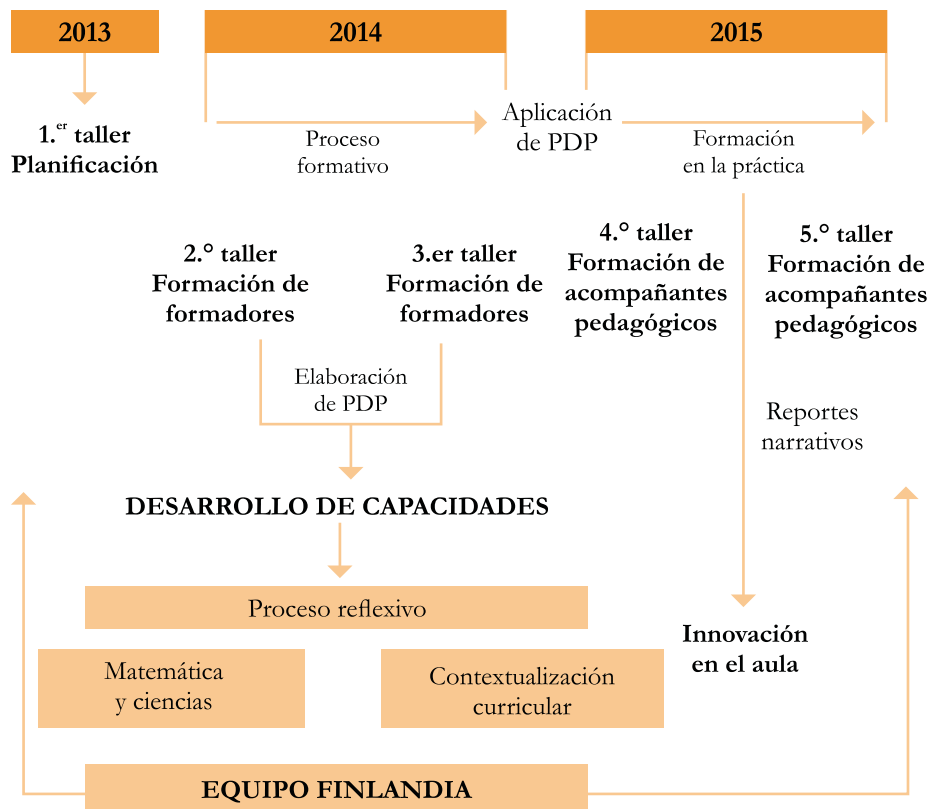 2013
2014
2015
1.er taller
Planificación
Proceso
formativo
Aplicación
de PDP
Formación
en la práctica
2.° taller
Formación de
formadores
3.er taller
Formación de
formadores
4.° taller
Formación de
acompañantes
pedagógicos
5.° taller
Formación de
acompañantes
pedagógicos
Elaboración
de PDP
Reportes
narrativos
DESARROLLO DE CAPACIDADES
Proceso reflexivo
Innovación
en el aula
Matemática
y ciencias
Contextualización
curricular
EQUIPO FINLANDIA